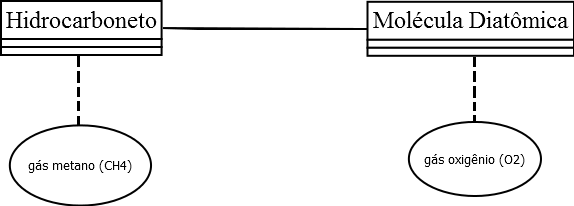 Hidrocarboneto
Molécula Diatômica
gás metano (CH4)
gás oxigênio (O2)